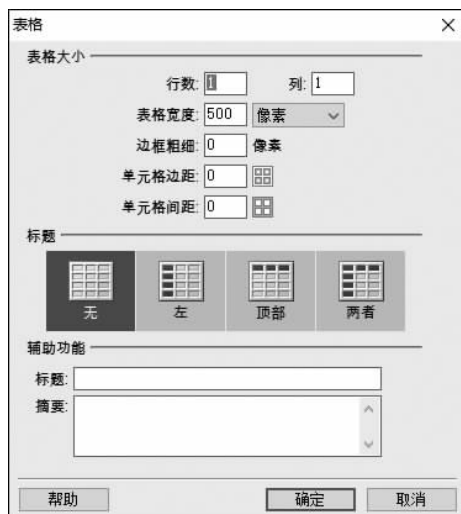 表格
表格大小
行数: 1 列: 1
表格宽度: 500 像素
边框粗细: 0 像素
单元格边距: 0
单元格间距: 0
标题
无 左 顶部 两者
辅助功能
标题:
摘要:
帮助 确定 取消